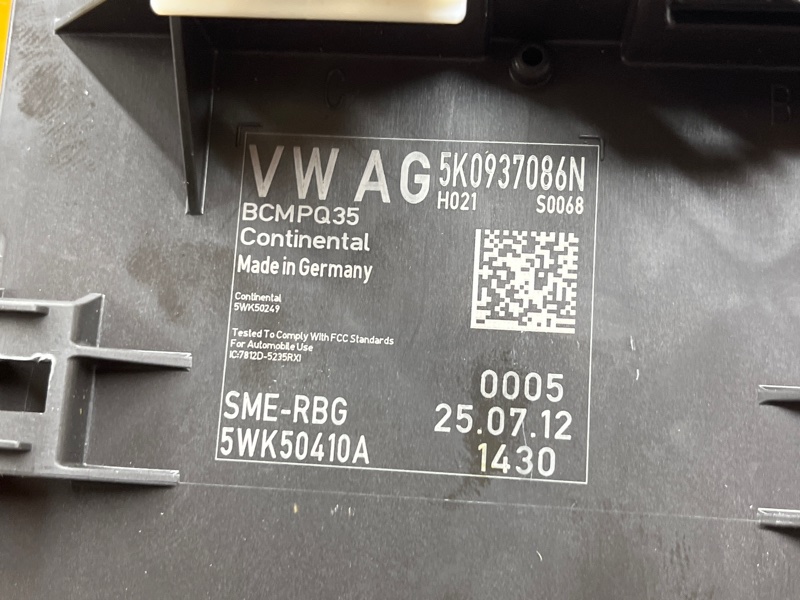 VW AG 5K0937086N
H021 S0068
BCMPQ35
Continental
Made in Germany
Continental
5WK50249
Tested To Comply With FCC Standards
For Automobile Use
IC:7812D-5235RX1
0005
SME-RBG 25.07.12
5WK50410A 1430